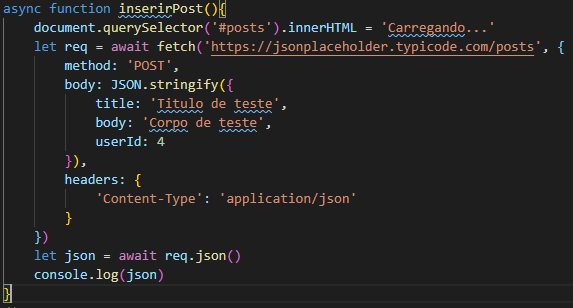 async function inserirPost(){
    document.querySelector('#posts').innerHTML = 'Carregando...'
    let req = await fetch('https://jsonplaceholder.typicode.com/posts', {
        method: 'POST',
        body: JSON.stringify({
            title: 'Titulo de teste',
            body: 'Corpo de teste',
            userId: 4
        }),
        headers: {
            'Content-Type': 'application/json'
        }
    })
    let json = await req.json()
    console.log(json)
}